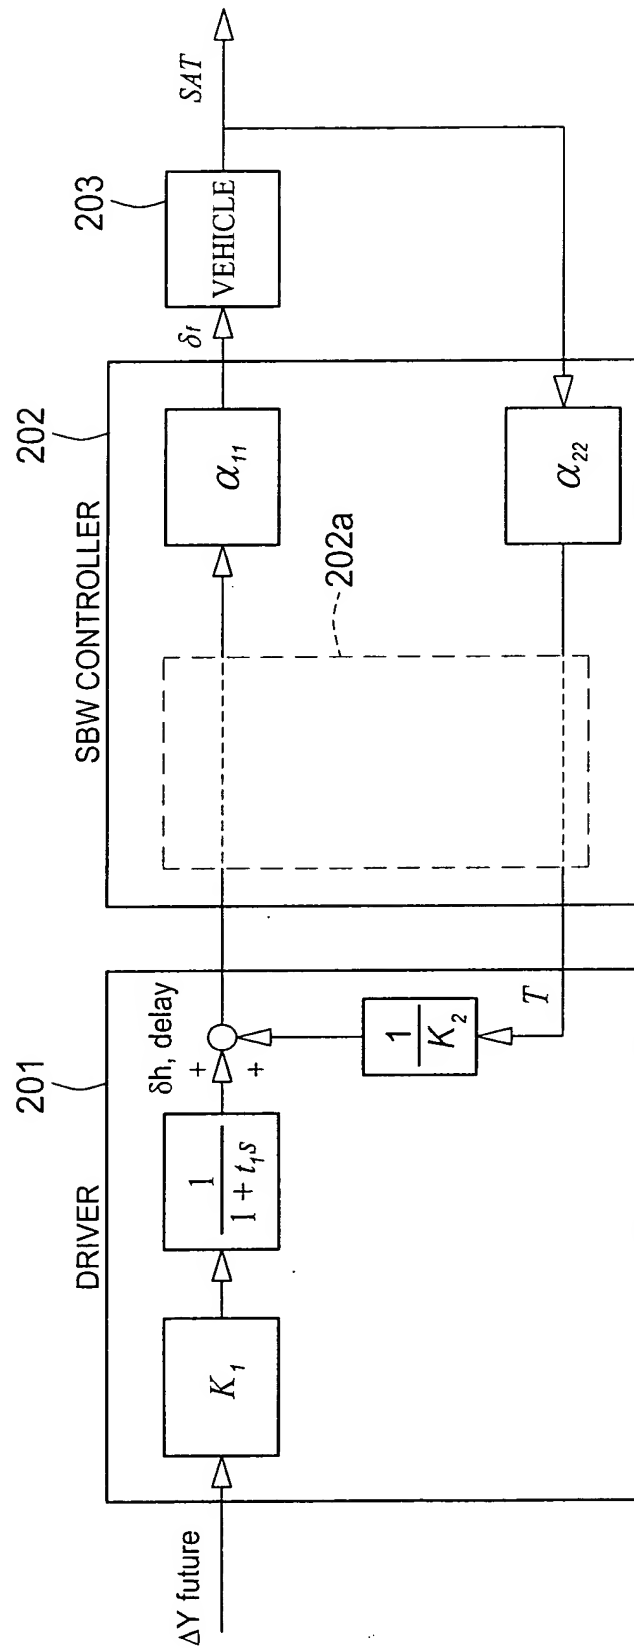 201
DRIVER
ΔY future
K₁
1
1 + t₁s
δh, delay
+
+
1
K₂
T
202
SBW CONTROLLER
202a
α₁₁
α₂₂
δf
203
VEHICLE
SAT